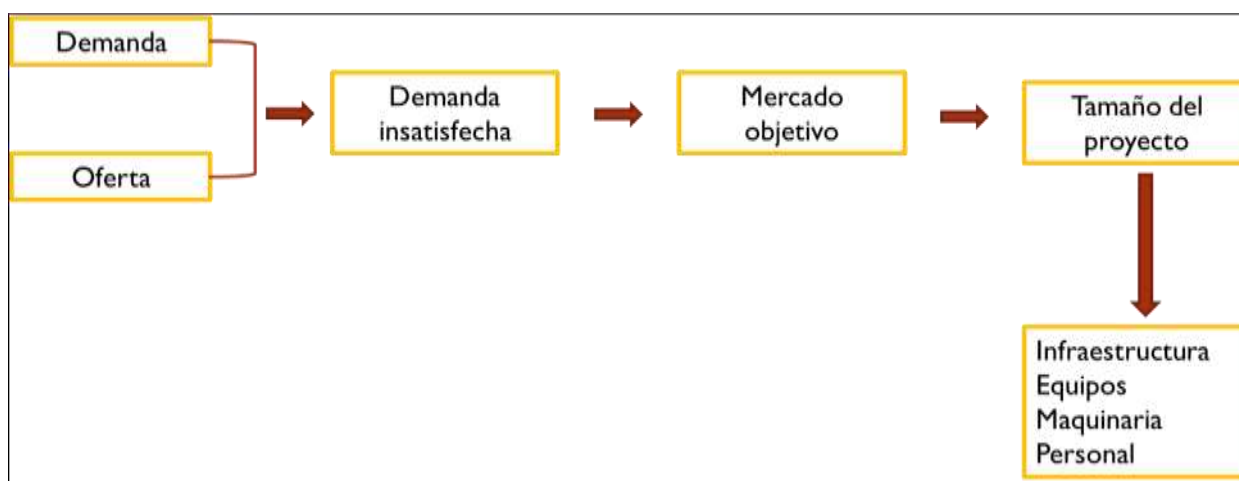 Demanda
Oferta
Demanda
insatisfecha
Mercado
objetivo
Tamaño del
proyecto
Infraestructura
Equipos
Maquinaria
Personal